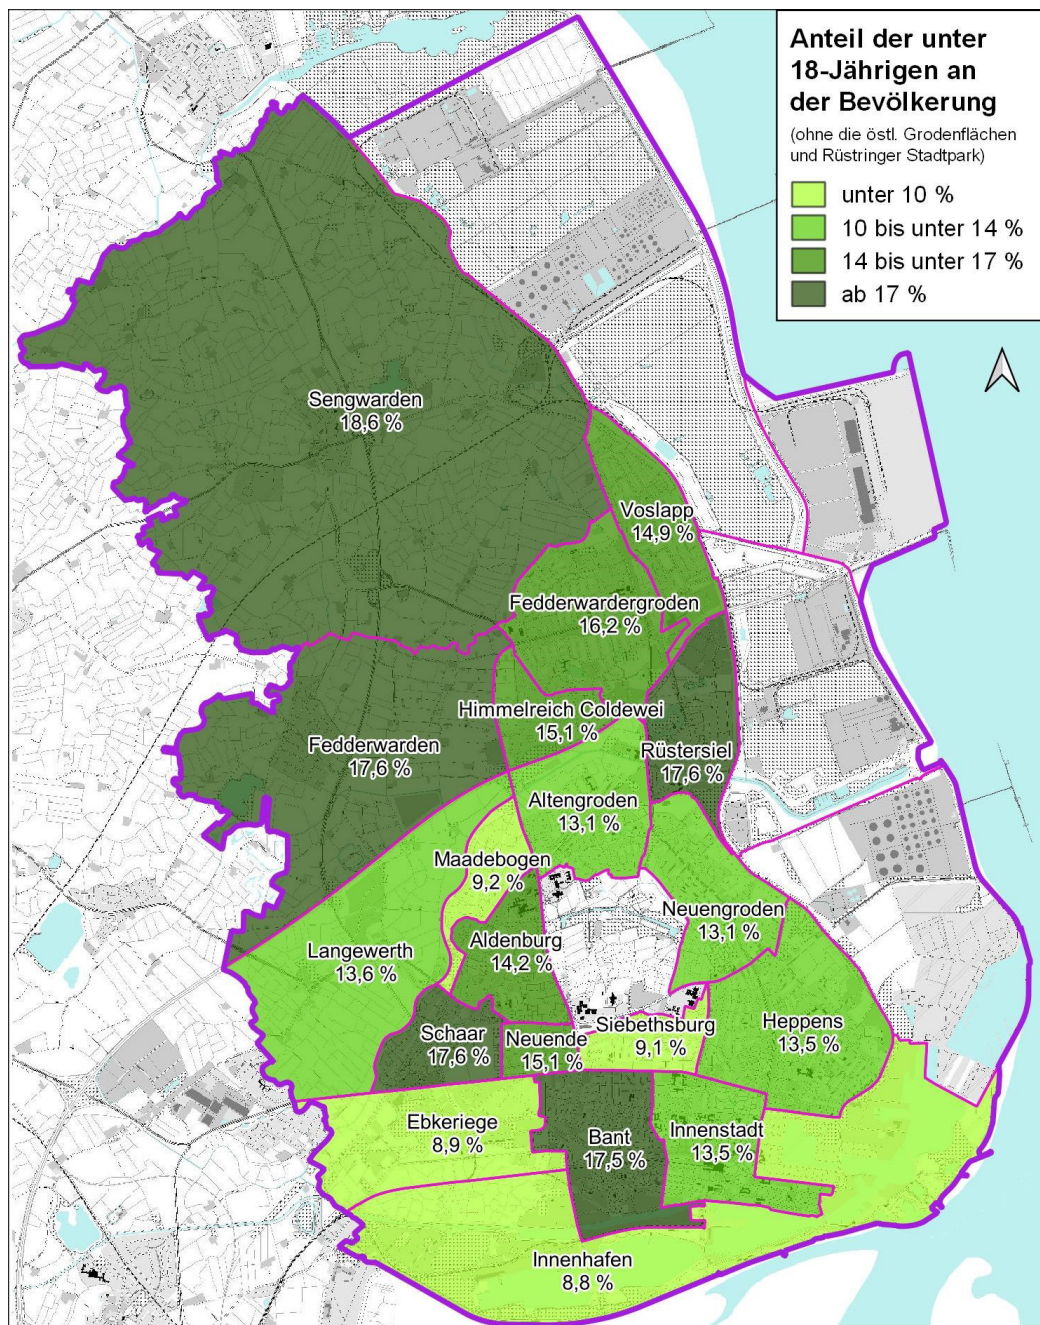 Anteil der unter
18-Jährigen an
der Bevölkerung
(ohne die östl. Grodenflächen
und Rüstringer Stadtpark)
unter 10 %
10 bis unter 14 %
14 bis unter 17 %
ab 17 %
Sengwarden
18,6 %
Voslapp
14,9 %
Fedderwardergroden
16,2 %
Himmelreich Coldewei
15,1 %
Fedderwarden
17,6 %
Rüstersiel
17,6 %
Altengroden
13,1 %
Maadebogen
9,2 %
Neuengroden
13,1 %
Aldenburg
14,2 %
Langewerth
13,6 %
Siebethsburg
9,1 %
Heppens
13,5 %
Schaar
17,6 %
Neuende
15,1 %
Ebkeriege
8,9 %
Bant
17,5 %
Innenstadt
13,5 %
Innenhafen
8,8 %